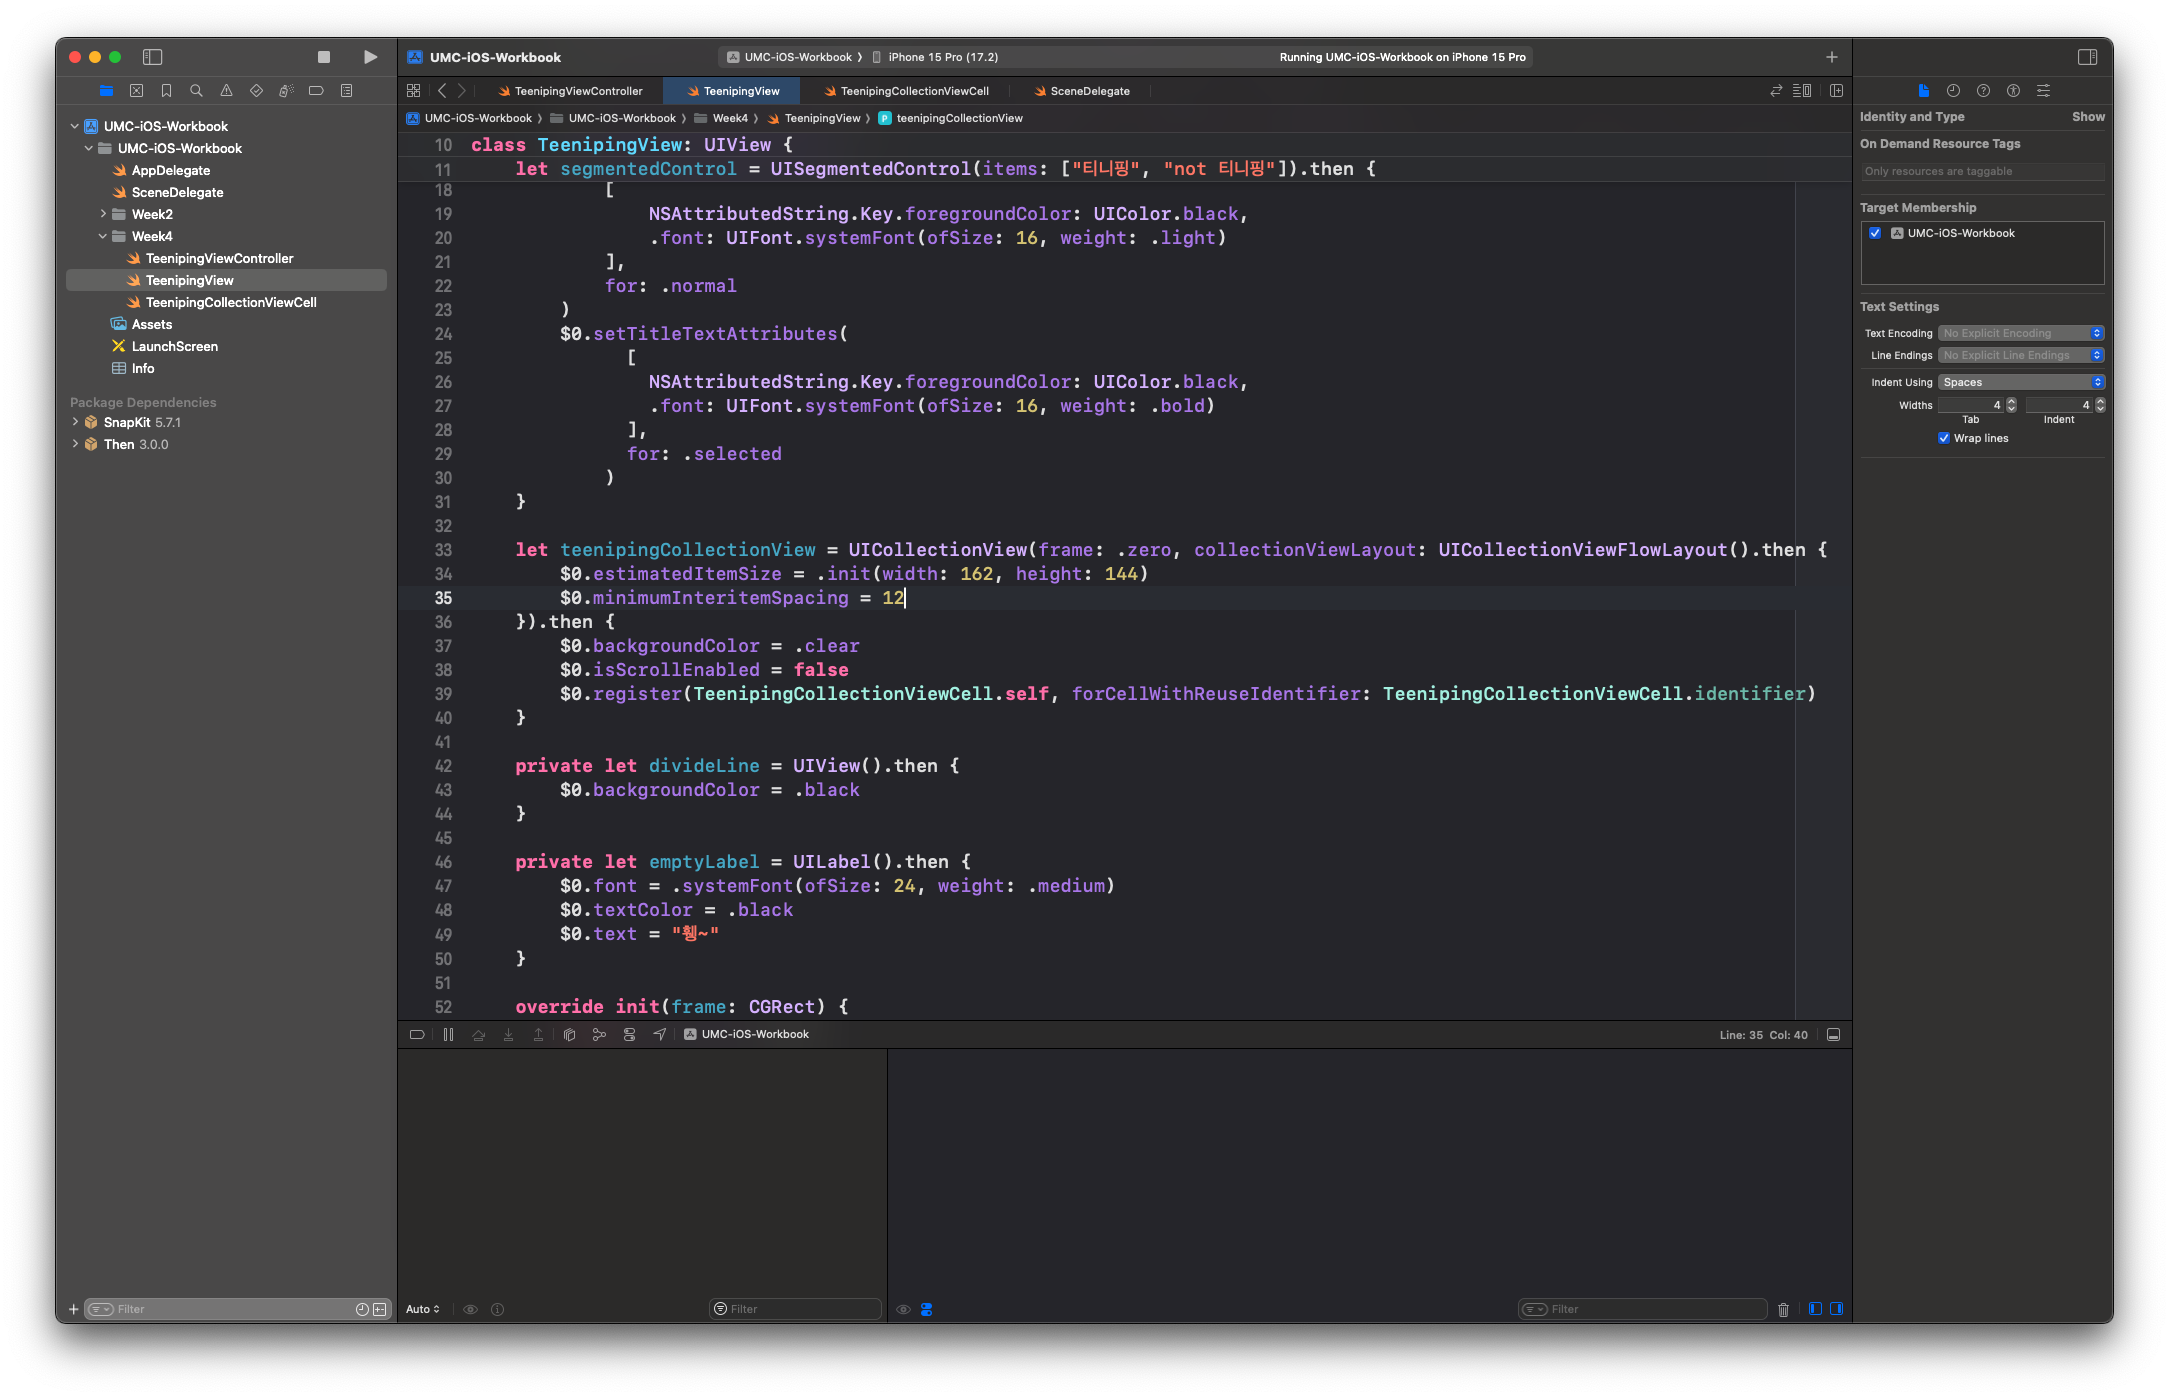 UMC-iOS-Workbook
UMC-iOS-Workbook 〉 iPhone 15 Pro (17.2)
Running UMC-iOS-Workbook on iPhone 15 Pro
TeenipingViewController
TeenipingView
TeenipingCollectionViewCell
SceneDelegate
UMC-iOS-Workbook 〉 UMC-iOS-Workbook 〉 Week4 〉 TeenipingView 〉 P teenipingCollectionView
UMC-iOS-Workbook
UMC-iOS-Workbook
AppDelegate
SceneDelegate
Week2
Week4
TeenipingViewController
TeenipingView
TeenipingCollectionViewCell
Assets
LaunchScreen
Info
Package Dependencies
SnapKit 5.7.1
Then 3.0.0
Filter
10 class TeenipingView: UIView {
11     let segmentedControl = UISegmentedControl(items: ["티니핑", "not 티니핑"]).then {
18             [
19                 NSAttributedString.Key.foregroundColor: UIColor.black,
20                 .font: UIFont.systemFont(ofSize: 16, weight: .light)
21             ],
22             for: .normal
23         )
24         $0.setTitleTextAttributes(
25               [
26                 NSAttributedString.Key.foregroundColor: UIColor.black,
27                 .font: UIFont.systemFont(ofSize: 16, weight: .bold)
28               ],
29               for: .selected
30             )
31     }
32
33     let teenipingCollectionView = UICollectionView(frame: .zero, collectionViewLayout: UICollectionViewFlowLayout().then {
34         $0.estimatedItemSize = .init(width: 162, height: 144)
35         $0.minimumInteritemSpacing = 12
36     }).then {
37         $0.backgroundColor = .clear
38         $0.isScrollEnabled = false
39         $0.register(TeenipingCollectionViewCell.self, forCellWithReuseIdentifier: TeenipingCollectionViewCell.identifier)
40     }
41
42     private let divideLine = UIView().then {
43         $0.backgroundColor = .black
44     }
45
46     private let emptyLabel = UILabel().then {
47         $0.font = .systemFont(ofSize: 24, weight: .medium)
48         $0.textColor = .black
49         $0.text = "휑~"
50     }
51
52     override init(frame: CGRect) {
UMC-iOS-Workbook
Line: 35 Col: 40
Auto
Filter
Filter
Identity and Type
Show
On Demand Resource Tags
Only resources are taggable
Target Membership
UMC-iOS-Workbook
Text Settings
Text Encoding No Explicit Encoding
Line Endings No Explicit Line Endings
Indent Using Spaces
Widths 4 4
Tab Indent
Wrap lines